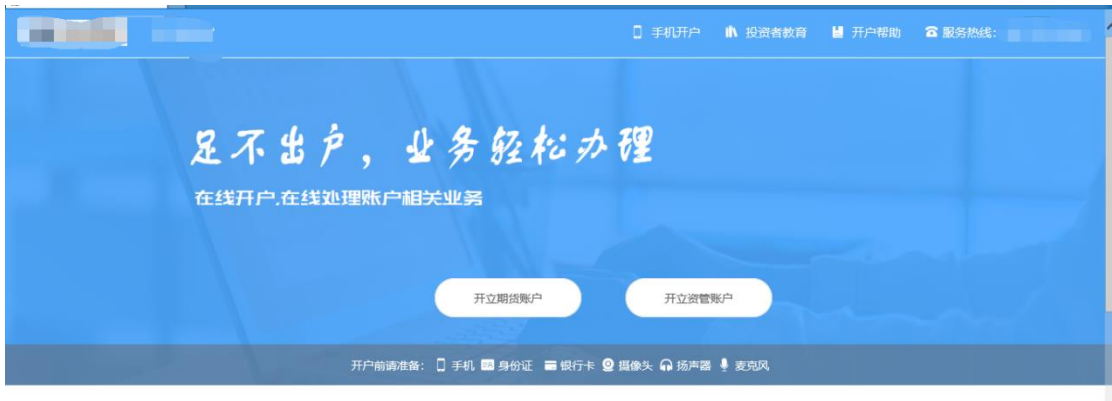 手机开户 投资者教育 开户帮助 服务热线:
足不出户，业务轻松办理
在线开户.在线处理账户相关业务
开立期货账户 开立资管账户
开户前请准备: 手机 身份证 银行卡 摄像头 扬声器 麦克风